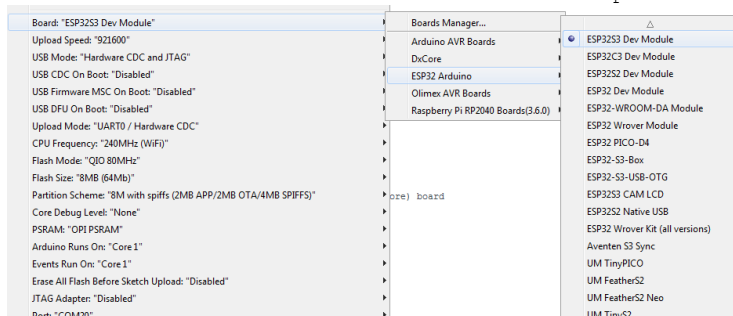 Board: "ESP32S3 Dev Module"
Upload Speed: "921600"
USB Mode: "Hardware CDC and JTAG"
USB CDC On Boot: "Disabled"
USB Firmware MSC On Boot: "Disabled"
USB DFU On Boot: "Disabled"
Upload Mode: "UART0 / Hardware CDC"
CPU Frequency: "240MHz (WiFi)"
Flash Mode: "QIO 80MHz"
Flash Size: "8MB (64Mb)"
Partition Scheme: "8M with spiffs (2MB APP/2MB OTA/4MB SPIFFS)"
Core Debug Level: "None"
PSRAM: "OPI PSRAM"
Arduino Runs On: "Core 1"
Events Run On: "Core 1"
Erase All Flash Before Sketch Upload: "Disabled"
JTAG Adapter: "Disabled"
Port: "COM20"
Boards Manager...
Arduino AVR Boards
DxCore
ESP32 Arduino
Olimex AVR Boards
Raspberry Pi RP2040 Boards(3.6.0)
ore) board
ESP32S3 Dev Module
ESP32C3 Dev Module
ESP32S2 Dev Module
ESP32 Dev Module
ESP32-WROOM-DA Module
ESP32 Wrover Module
ESP32 PICO-D4
ESP32-S3-Box
ESP32-S3-USB-OTG
ESP32S3 CAM LCD
ESP32S2 Native USB
ESP32 Wrover Kit (all versions)
Aventen S3 Sync
UM TinyPICO
UM FeatherS2
UM FeatherS2 Neo
UM TinyS2